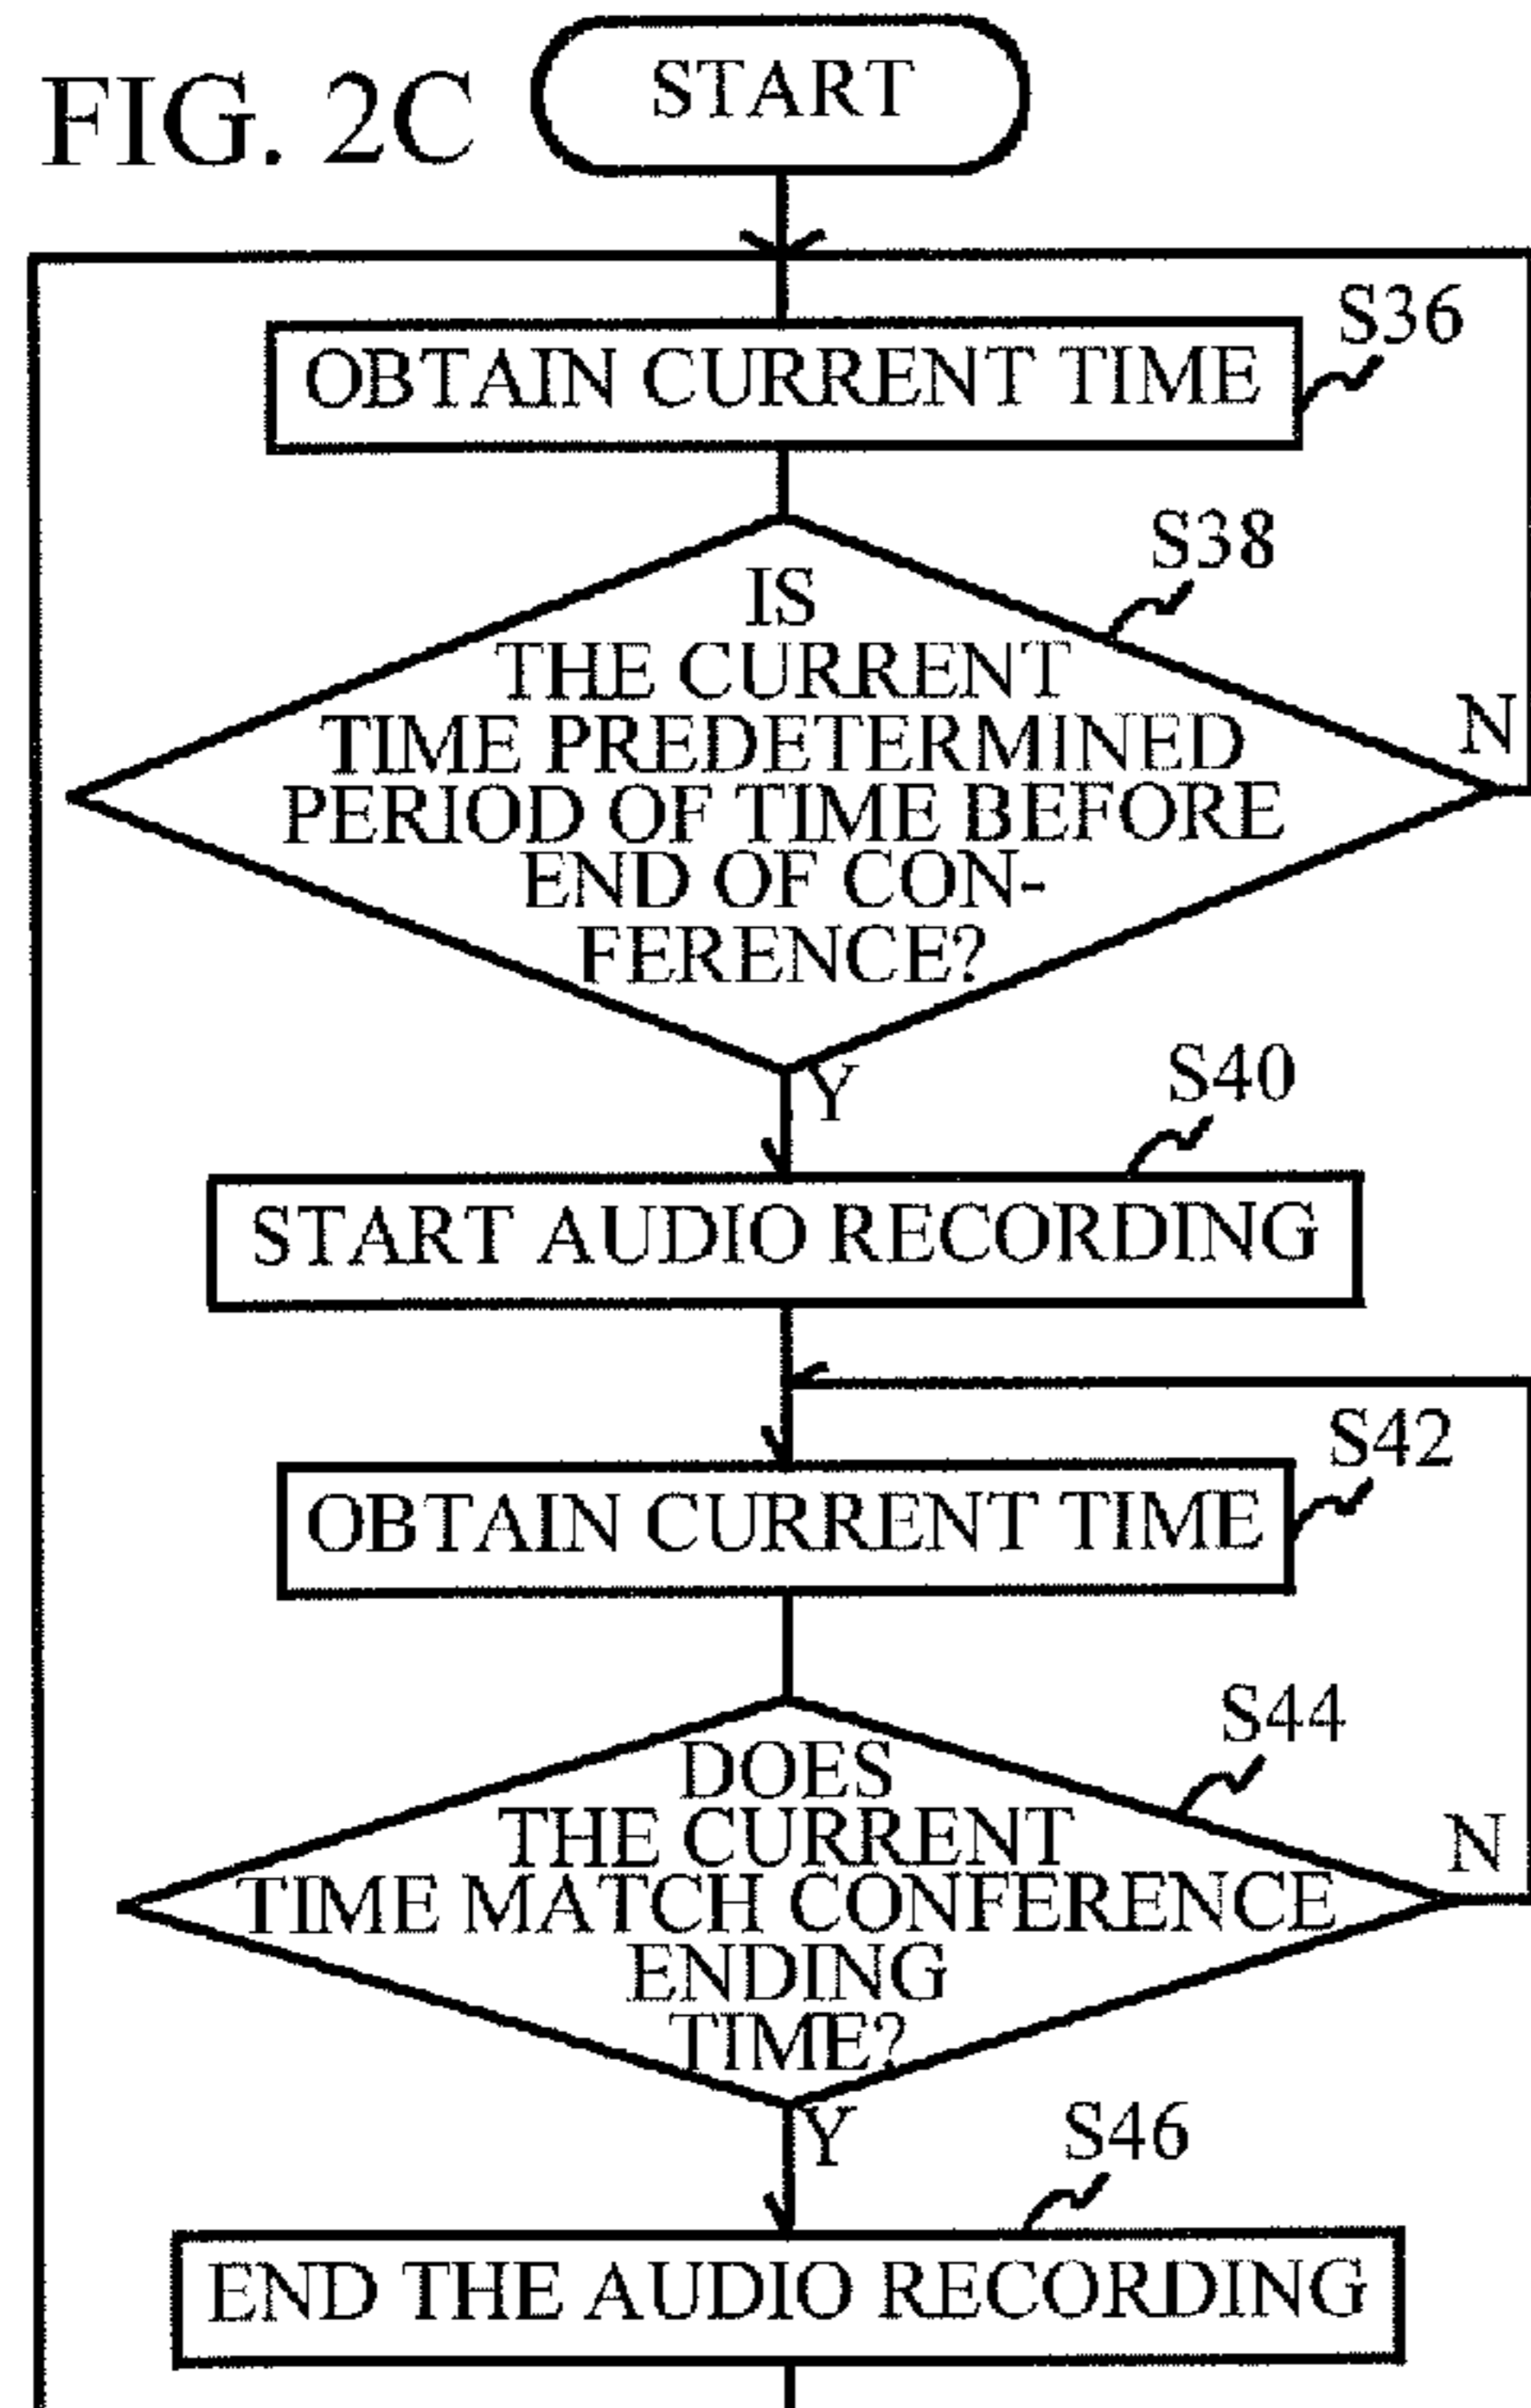 FIG. 2C
START
S36
OBTAIN CURRENT TIME
S38
IS
THE CURRENT
TIME PREDETERMINED
PERIOD OF TIME BEFORE
END OF CON-
FERENCE?
N
Y
S40
START AUDIO RECORDING
S42
OBTAIN CURRENT TIME
S44
DOES
THE CURRENT
TIME MATCH CONFERENCE
ENDING
TIME?
N
Y
S46
END THE AUDIO RECORDING